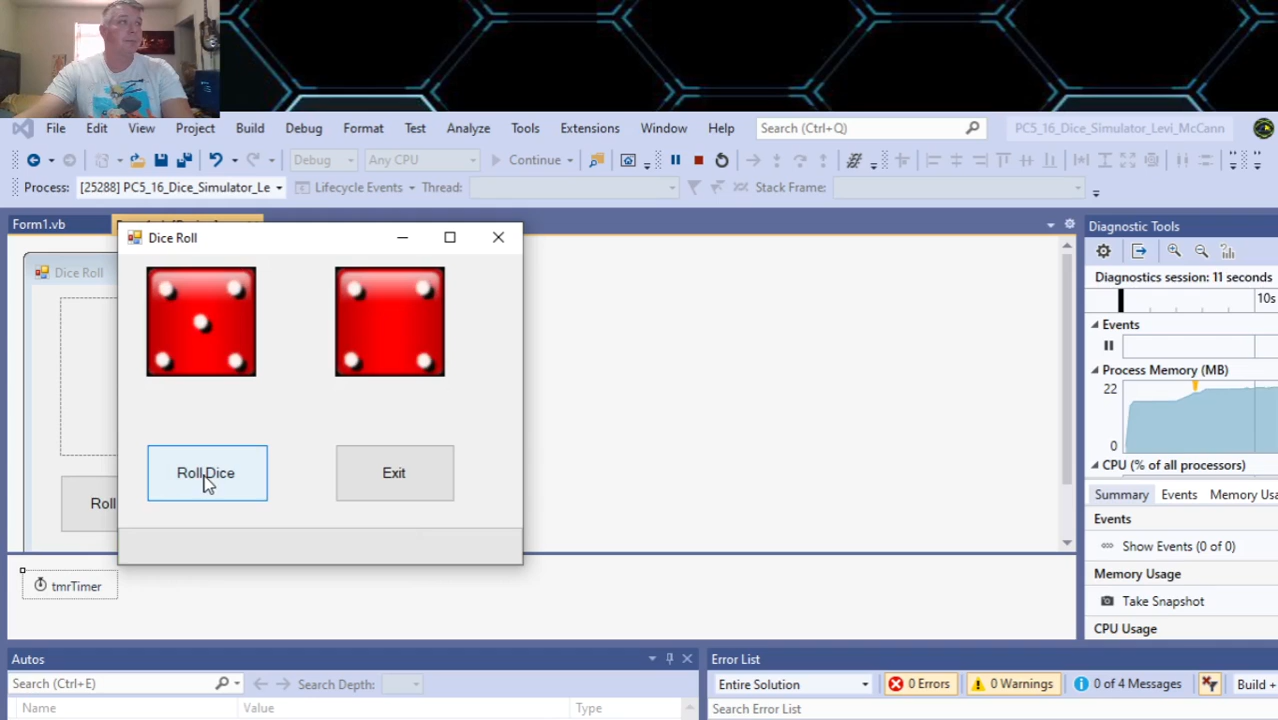 File Edit View Project Build Debug Format Test Analyze Tools Extensions Window Help Search (Ctrl+Q) PC5_16_Dice_Simulator_Levi_McCann
Debug Any CPU Continue
Process: [25288] PC5_16_Dice_Simulator_Le Lifecycle Events Thread: Stack Frame:
Form1.vb
Diagnostic Tools
Dice Roll
Dice Roll
Diagnostics session: 11 seconds
10s
Events
Process Memory (MB)
22
0
CPU (% of all processors)
Roll Dice Exit
Roll
Summary Events Memory Usa
Events
Show Events (0 of 0)
Memory Usage
Take Snapshot
CPU Usage
tmrTimer
Autos
Search (Ctrl+E) Search Depth:
Name Value Type
Error List
Entire Solution 0 Errors 0 Warnings 0 of 4 Messages Build +
Search Error List